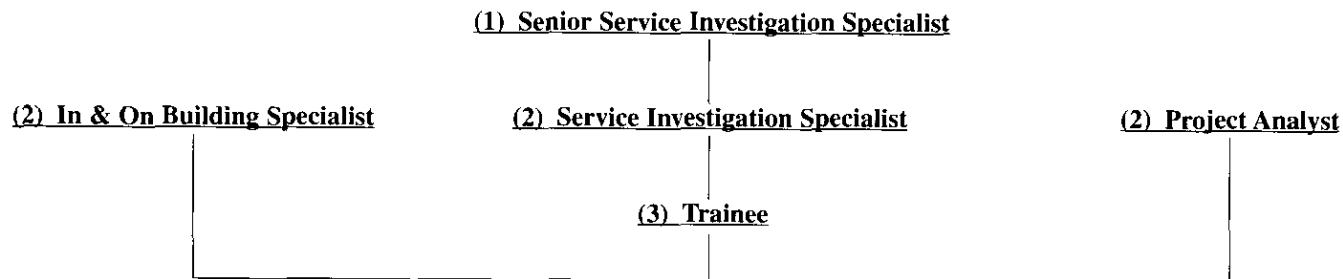 (1) Senior Service Investigation Specialist
(2) In & On Building Specialist (2) Service Investigation Specialist (2) Project Analyst
(3) Trainee